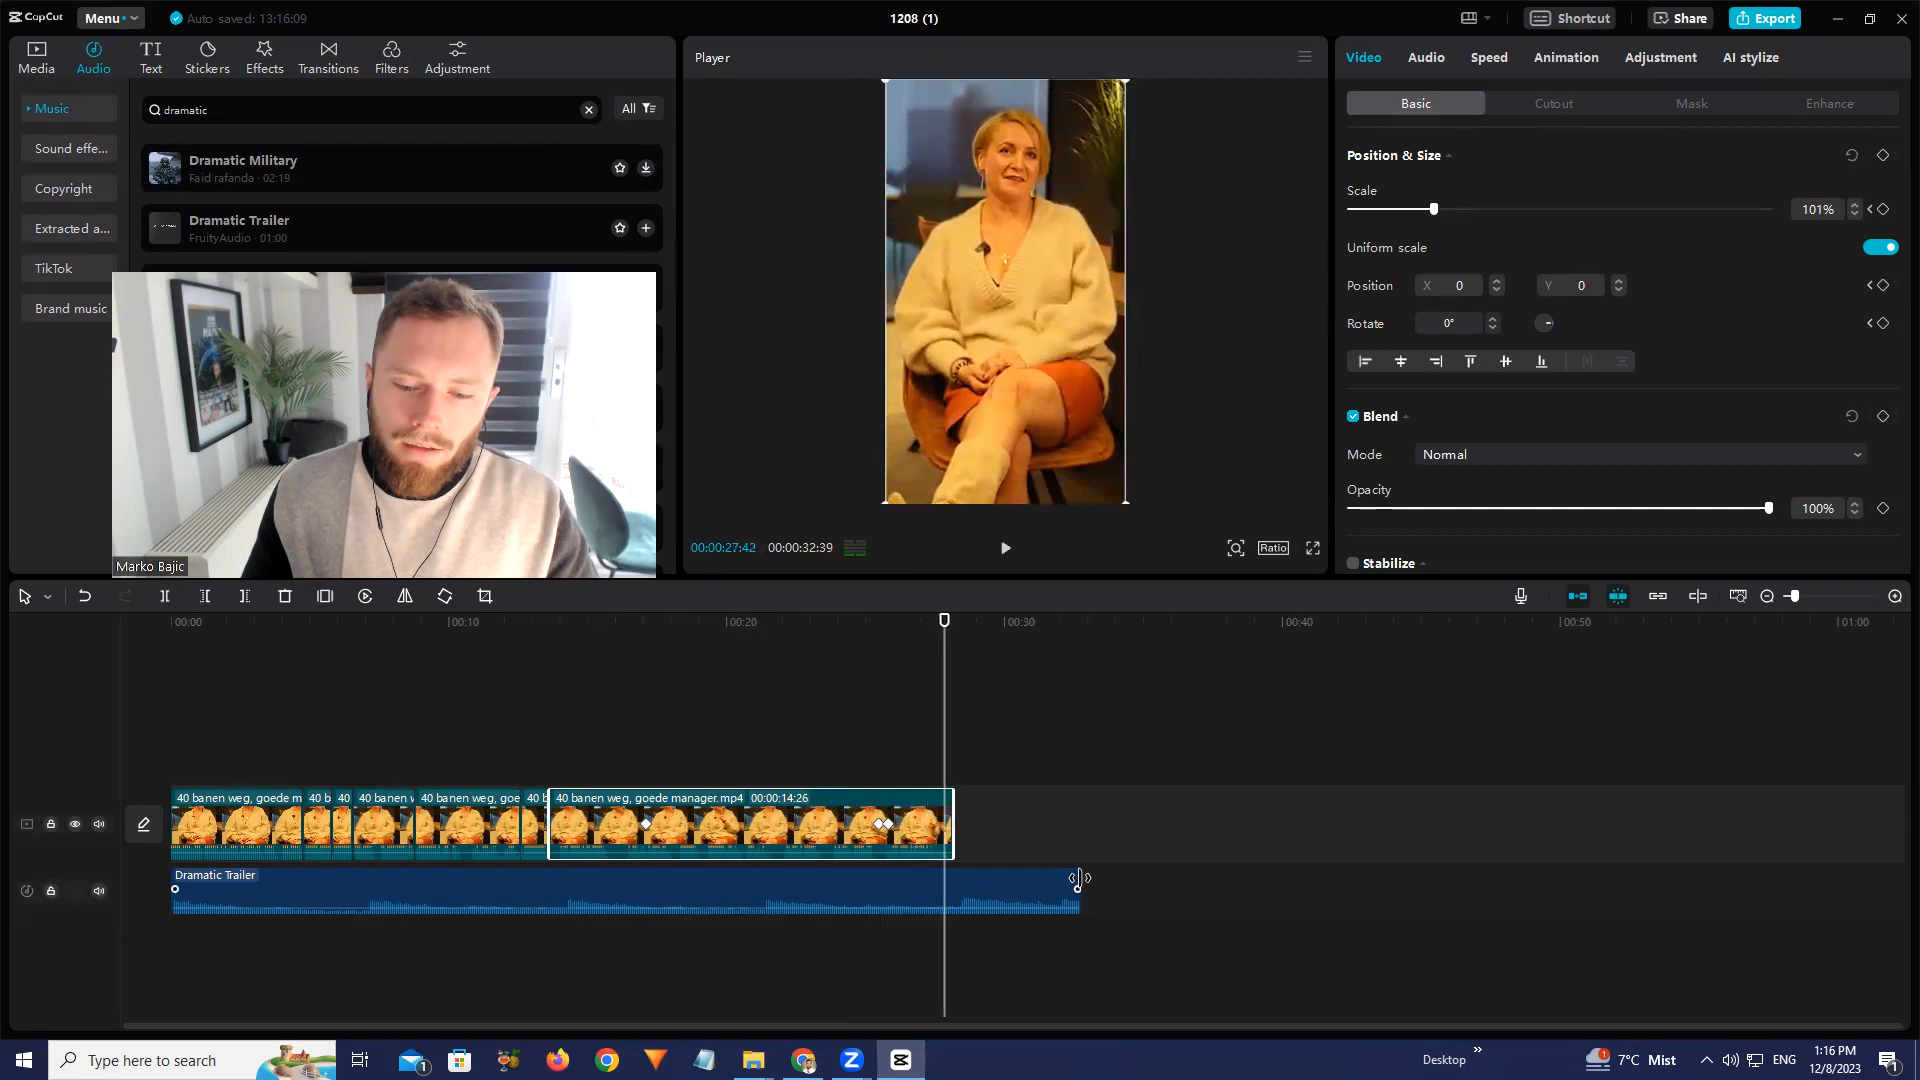 CapCut
Menu
Auto saved: 13:16:09
1208 (1)
Shortcut
Share
Export
Media
Audio
Text
Stickers
Effects
Transitions
Filters
Adjustment
Music
Sound effe...
Copyright
Extracted a...
TikTok
Brand music
dramatic
All
Dramatic Military
Faid rafanda · 02:19
Dramatic Trailer
FruityAudio · 01:00
Marko Bajic
Player
00:00:27:42
00:00:32:39
Ratio
Video
Audio
Speed
Animation
Adjustment
AI stylize
Basic
Cutout
Mask
Enhance
Position & Size
Scale
101%
Uniform scale
Position
X 0
Y 0
Rotate
0°
Blend
Mode
Normal
Opacity
100%
Stabilize
00:00
00:10
00:20
00:30
00:40
00:50
01:00
40 banen weg, goede m
40 b
40
40 banen w
40 banen weg, goe
40 b
40 banen weg, goede manager.mp4 00:00:14:26
Dramatic Trailer
Type here to search
1
Desktop
1
7°C Mist
ENG
1:16 PM
12/8/2023
1